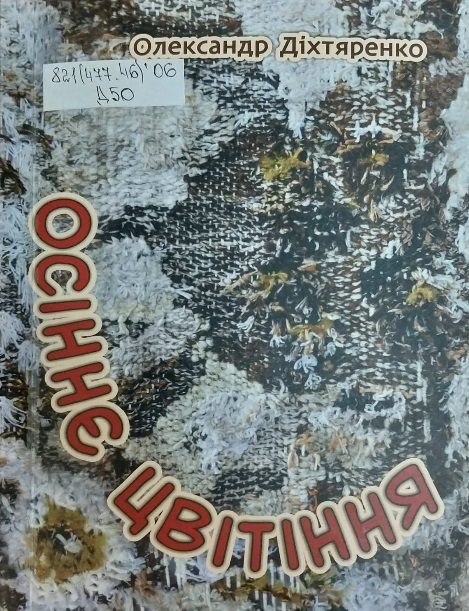 Олександр Діхтяренко
821(477.46)'06
Д50
ОСІННЄ
ЦВІТІННЯ